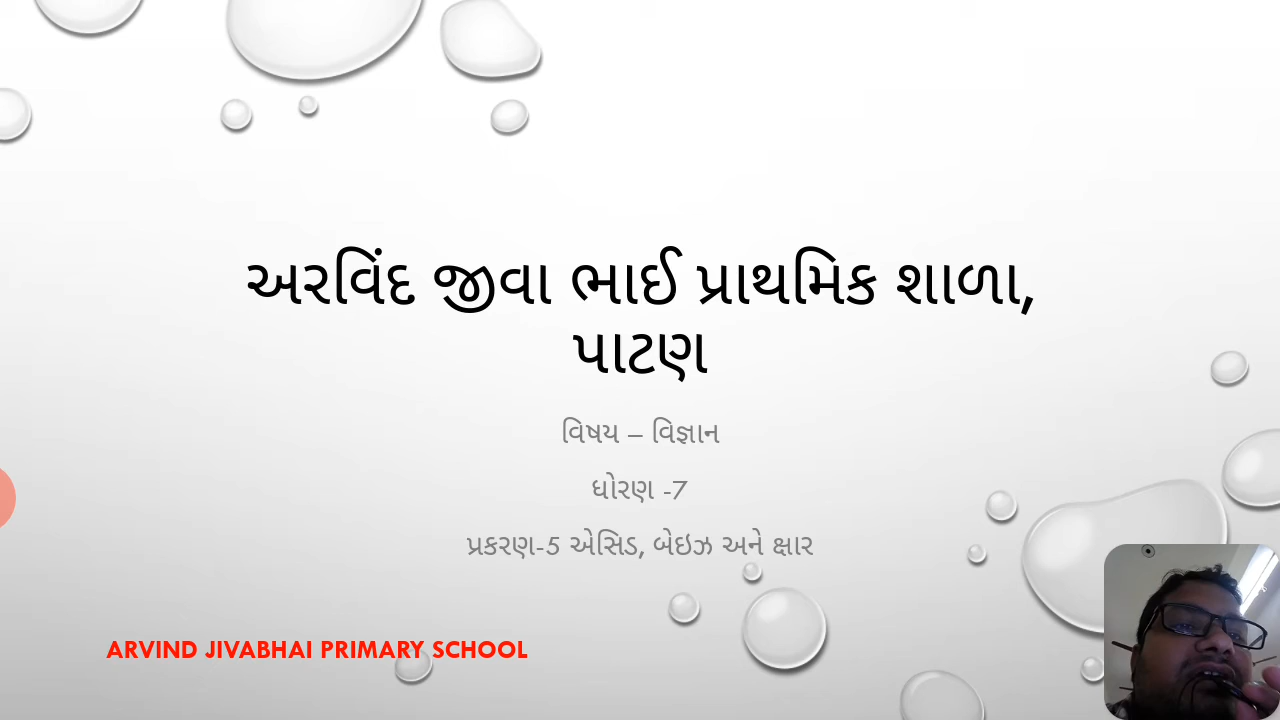 અરવિંદ જીવા ભાઈ પ્રાથમિક શાળા,
પાટણ
વિષય – વિજ્ઞાન
ધોરણ -7
પ્રકરણ-5 એસિડ, બેઇઝ અને ક્ષાર
ARVIND JIVABHAI PRIMARY SCHOOL